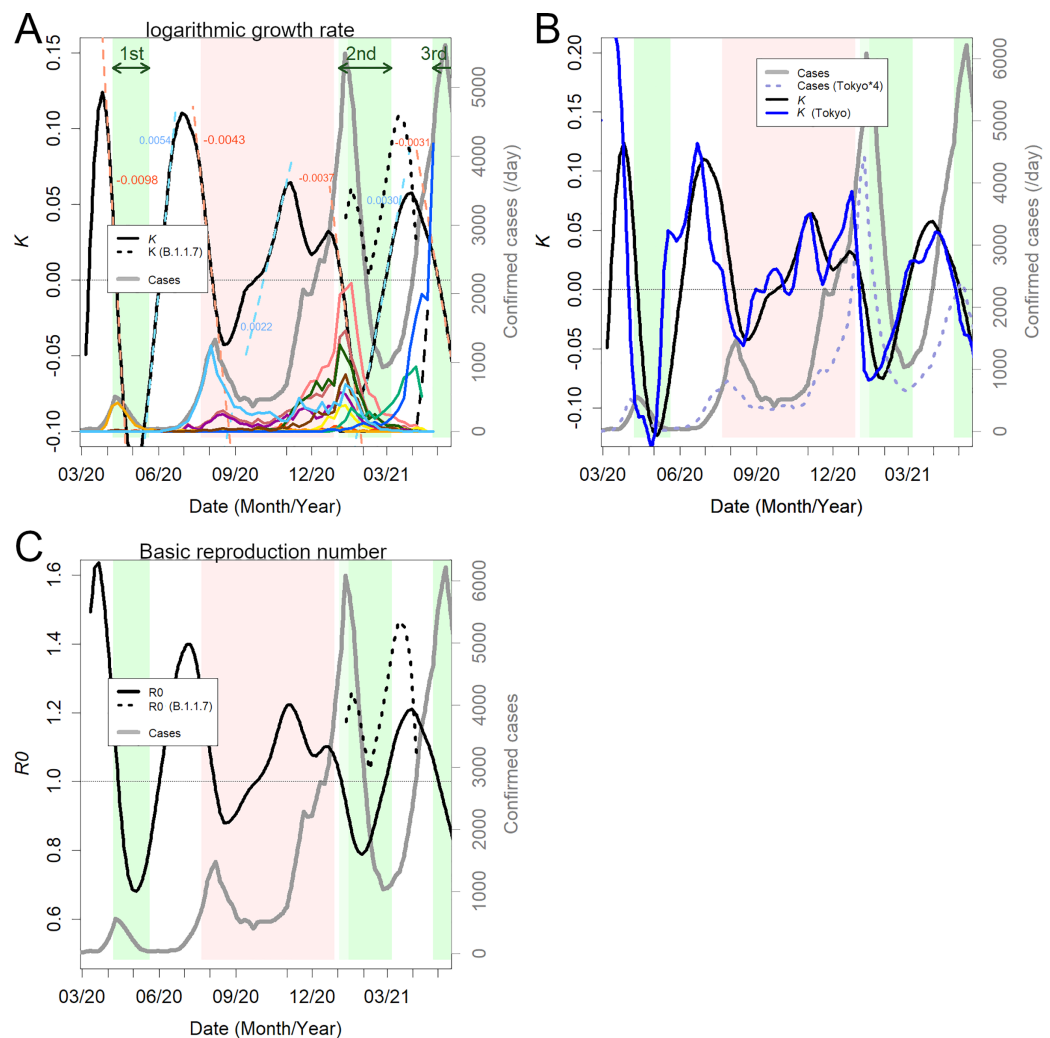 A
logarithmic growth rate
1st
2nd
3rd
0.0054
-0.0043
-0.0098
-0.0037
-0.0031
0.0030
0.0022
K
K (B.1.1.7)
Cases
0.15
0.10
0.05
0.00
-0.05
-0.10
K
5000
4000
3000
2000
1000
0
Confirmed cases (/day)
03/20
06/20
09/20
12/20
03/21
Date (Month/Year)
B
Cases
Cases (Tokyo*4)
K
K (Tokyo)
0.20
0.15
0.10
0.05
0.00
-0.05
-0.10
K
6000
5000
4000
3000
2000
1000
0
Confirmed cases (/day)
03/20
06/20
09/20
12/20
03/21
Date (Month/Year)
C
Basic reproduction number
R0
R0 (B.1.1.7)
Cases
1.6
1.4
1.2
1.0
0.8
0.6
R0
6000
5000
4000
3000
2000
1000
0
Confirmed cases
03/20
06/20
09/20
12/20
03/21
Date (Month/Year)